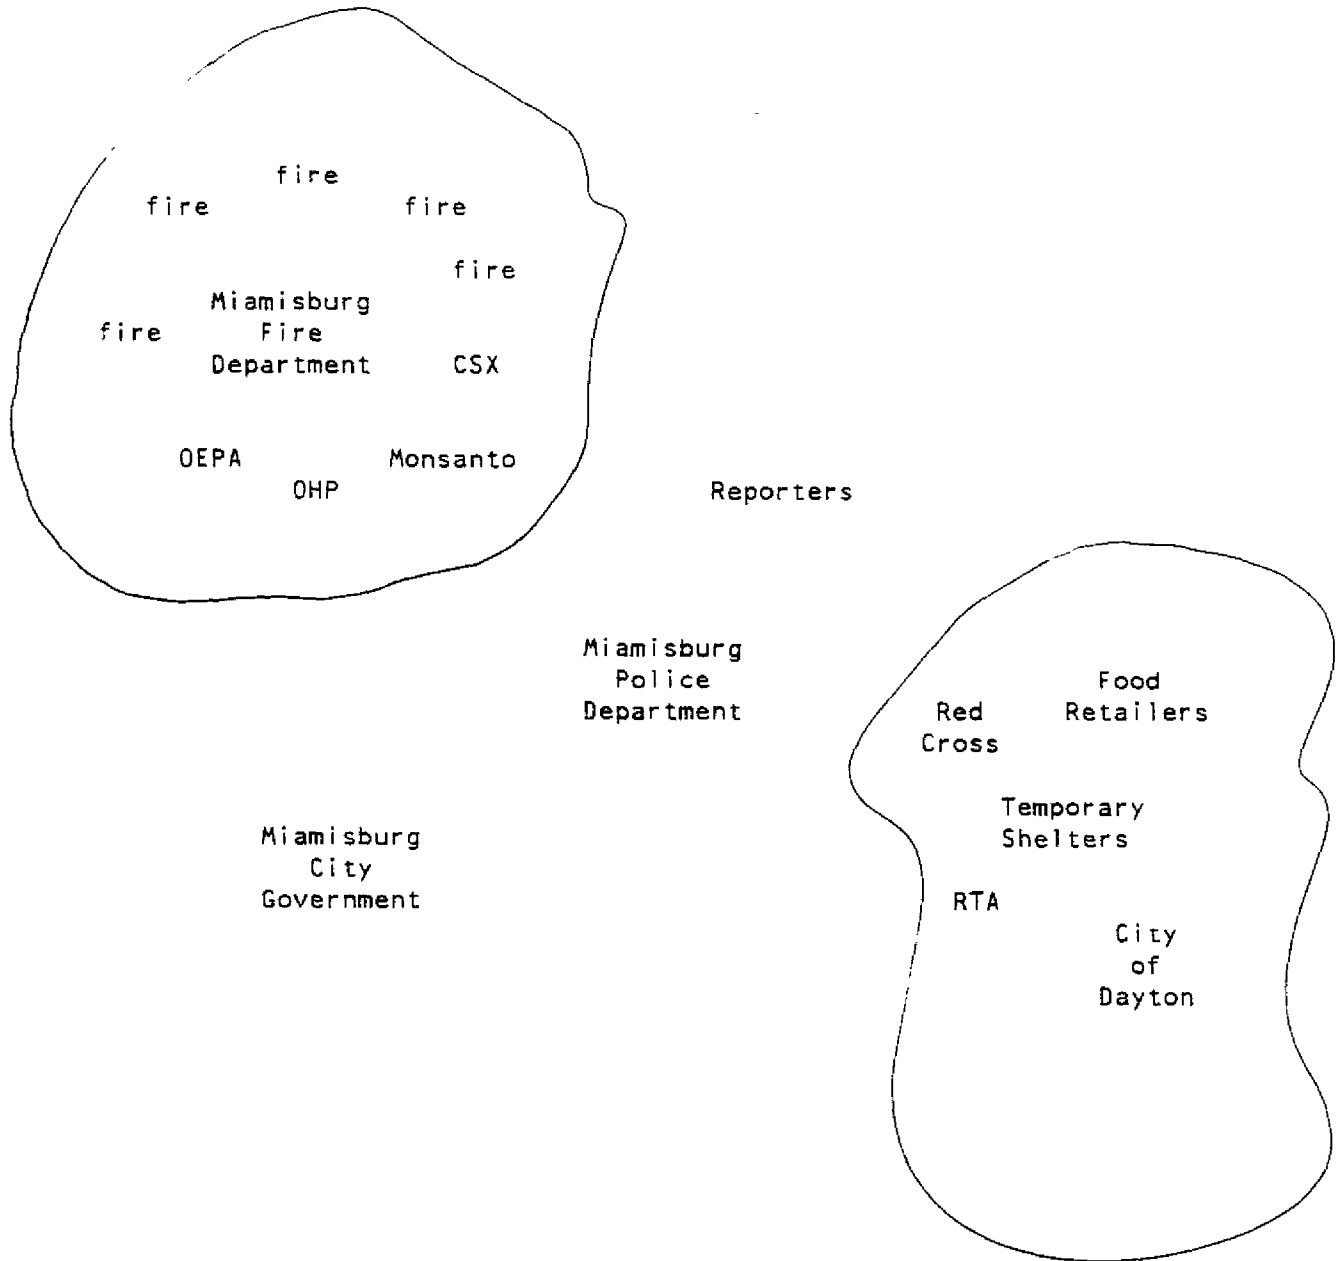 fire
fire
fire
fire
Miamisburg
Fire
Department
fire
CSX
OEPA
Monsanto
OHP
Reporters
Miamisburg
Police
Department
Food
Retailers
Red
Cross
Temporary
Shelters
Miamisburg
City
Government
RTA
City
of
Dayton